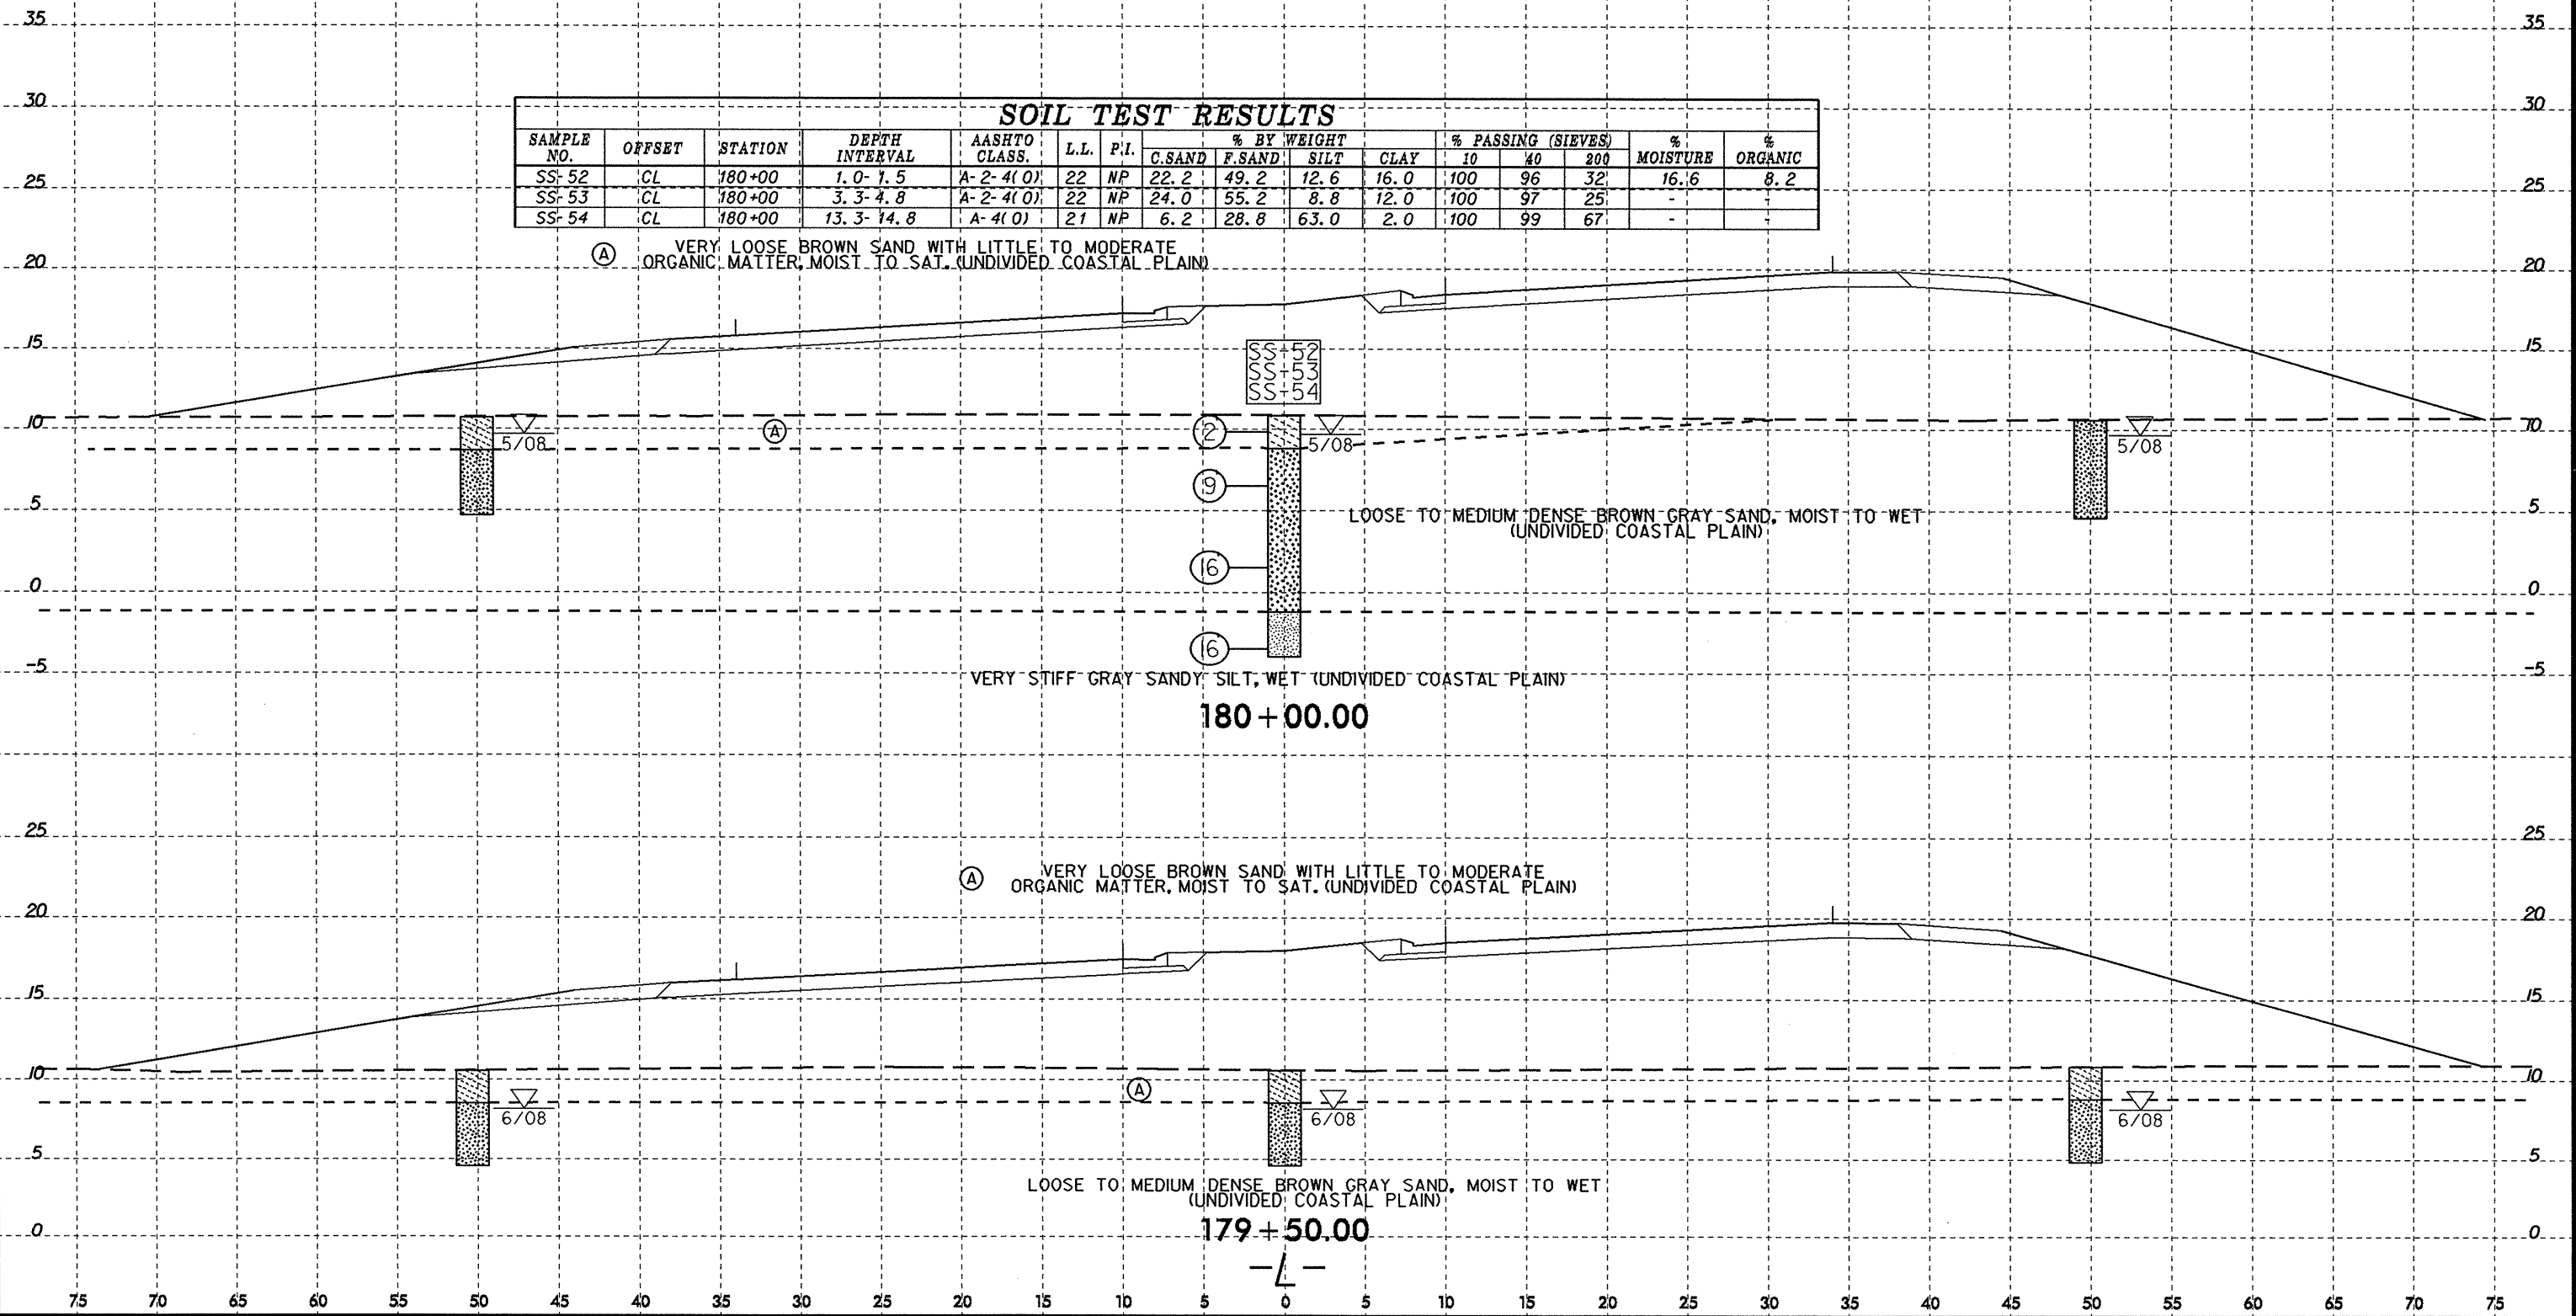 35 35
30 30
SOIL TEST RESULTS
SAMPLE NO. OFFSET STATION DEPTH INTERVAL AASHTO CLASS. L.L. P.I. % BY WEIGHT % PASSING (SIEVES) % MOISTURE % ORGANIC
C.SAND F.SAND SILT CLAY 10 40 200
SS-52 CL 180+00 1.0-1.5 A-2-4(0) 22 NP 22.2 49.2 12.6 16.0 100 96 32 16.6 8.2
SS-53 CL 180+00 3.3-4.8 A-2-4(0) 22 NP 24.0 55.2 8.8 12.0 100 97 25 - -
SS-54 CL 180+00 13.3-14.8 A-4(0) 21 NP 6.2 28.8 63.0 2.0 100 99 67 - -
25 25
A VERY LOOSE BROWN SAND WITH LITTLE TO MODERATE
ORGANIC MATTER, MOIST TO SAT. (UNDIVIDED COASTAL PLAIN)
20 20
15 15
SS-52
SS-53
SS-54
10 10
A 2
5/08 5/08 5/08
9
5 5
LOOSE TO MEDIUM DENSE BROWN GRAY SAND, MOIST TO WET
(UNDIVIDED COASTAL PLAIN)
16
0 0
16
-5 -5
VERY STIFF GRAY SANDY SILT, WET (UNDIVIDED COASTAL PLAIN)
180+00.00
25 25
A VERY LOOSE BROWN SAND WITH LITTLE TO MODERATE
ORGANIC MATTER, MOIST TO SAT. (UNDIVIDED COASTAL PLAIN)
20 20
15 15
10 10
A
6/08 6/08 6/08
5 5
LOOSE TO MEDIUM DENSE BROWN GRAY SAND, MOIST TO WET
(UNDIVIDED COASTAL PLAIN)
179+50.00
0 0
-L-
75 70 65 60 55 50 45 40 35 30 25 20 15 10 5 0 5 10 15 20 25 30 35 40 45 50 55 60 65 70 75